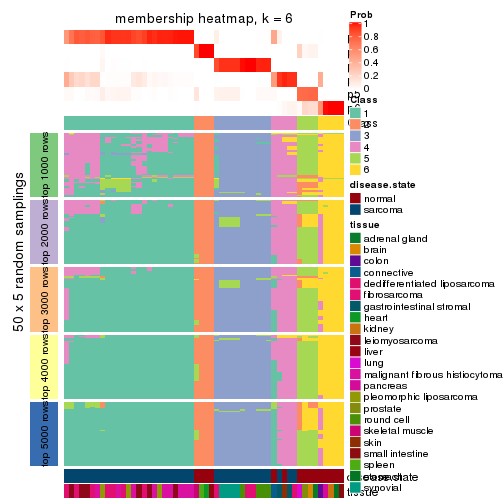 membership heatmap, k = 6
Prob
1
0.8
0.6
0.4
0.2
0
Class
1
2
3
4
5
6
disease.state
normal
sarcoma
tissue
adrenal gland
brain
colon
connective
dedifferentiated liposarcoma
fibrosarcoma
gastrointestinal stromal
heart
kidney
leiomyosarcoma
liver
lung
malignant fibrous histiocytoma
pancreas
pleomorphic liposarcoma
prostate
round cell
skeletal muscle
skin
small intestine
spleen
stomach
synovial
50 x 5 random samplings
top 1000 rows
top 2000 rows
top 3000 rows
top 4000 rows
top 5000 rows
disease.state
tissue